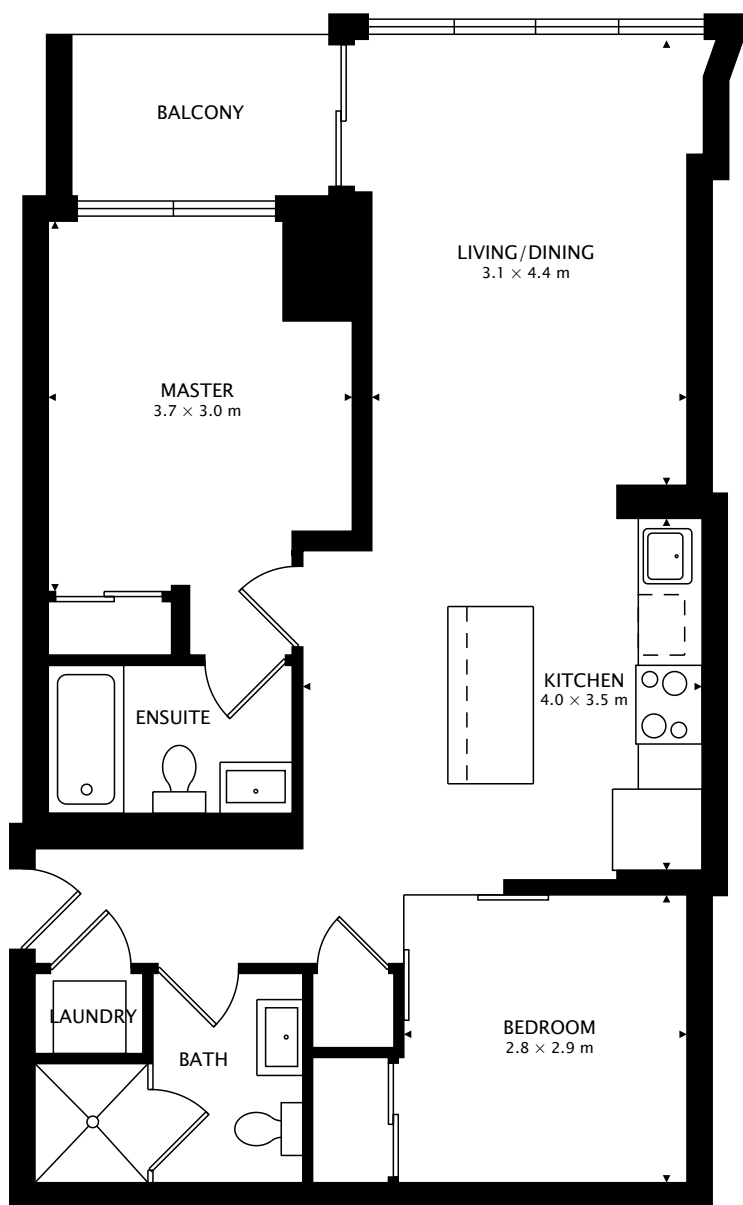 BALCONY
LIVING/DINING
3.1 × 4.4 m
MASTER
3.7 × 3.0 m
KITCHEN
4.0 × 3.5 m
ENSUITE
LAUNDRY
BATH
BEDROOM
2.8 × 2.9 m